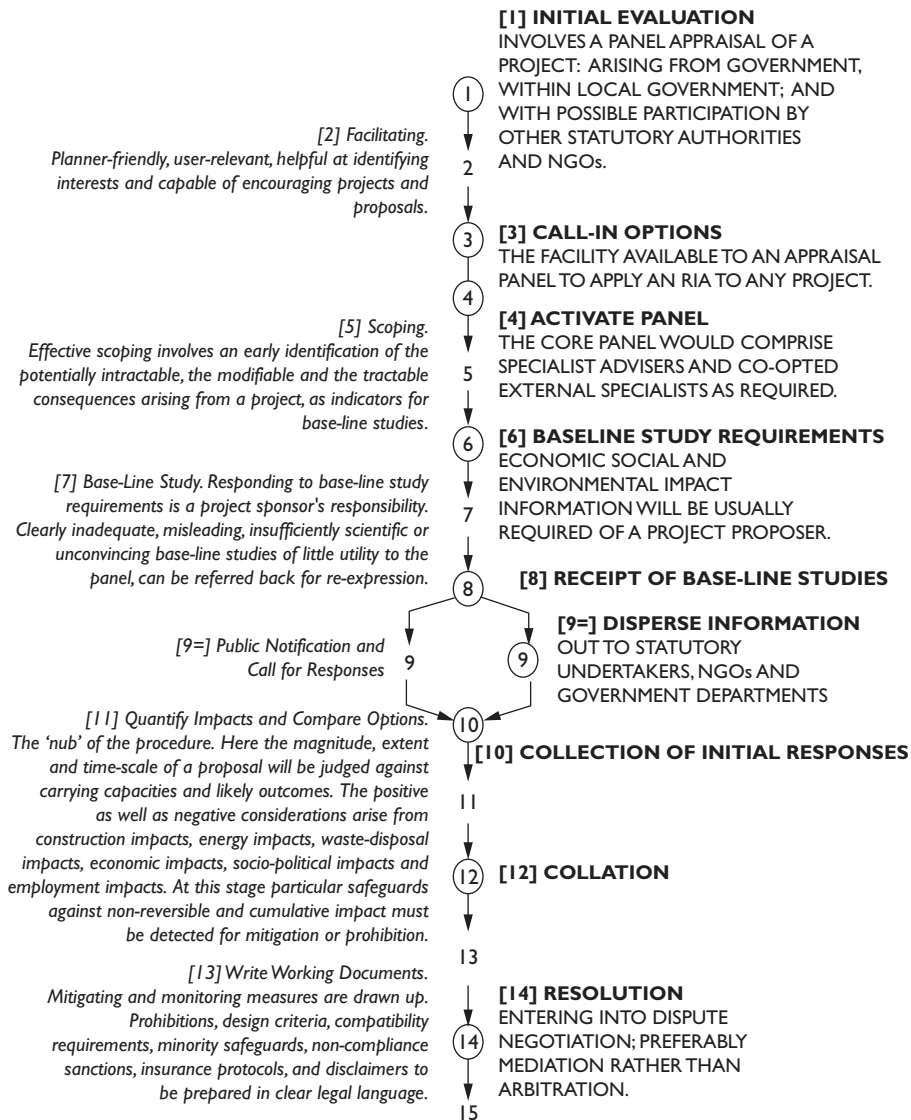 [1] INITIAL EVALUATION
INVOLVES A PANEL APPRAISAL OF A
PROJECT: ARISING FROM GOVERNMENT,
WITHIN LOCAL GOVERNMENT; AND
WITH POSSIBLE PARTICIPATION BY
OTHER STATUTORY AUTHORITIES
AND NGOs.
1
[2] Facilitating.
Planner-friendly, user-relevant, helpful at identifying
interests and capable of encouraging projects and
proposals.
2
3
[3] CALL-IN OPTIONS
THE FACILITY AVAILABLE TO AN APPRAISAL
PANEL TO APPLY AN RIA TO ANY PROJECT.
4
[4] ACTIVATE PANEL
THE CORE PANEL WOULD COMPRISE
SPECIALIST ADVISERS AND CO-OPTED
EXTERNAL SPECIALISTS AS REQUIRED.
[5] Scoping.
Effective scoping involves an early identification of the
potentially intractable, the modifiable and the tractable
consequences arising from a project, as indicators for
base-line studies.
5
6
[6] BASELINE STUDY REQUIREMENTS
ECONOMIC SOCIAL AND
ENVIRONMENTAL IMPACT
INFORMATION WILL BE USUALLY
REQUIRED OF A PROJECT PROPOSER.
[7] Base-Line Study. Responding to base-line study
requirements is a project sponsor's responsibility.
Clearly inadequate, misleading, insufficiently scientific or
unconvincing base-line studies of little utility to the
panel, can be referred back for re-expression.
7
8
[8] RECEIPT OF BASE-LINE STUDIES
[9=] Public Notification and
Call for Responses
9
9
[9=] DISPERSE INFORMATION
OUT TO STATUTORY
UNDERTAKERS, NGOs AND
GOVERNMENT DEPARTMENTS
10
[10] COLLECTION OF INITIAL RESPONSES
[11] Quantify Impacts and Compare Options.
The ‘nub’ of the procedure. Here the magnitude, extent
and time-scale of a proposal will be judged against
carrying capacities and likely outcomes. The positive
as well as negative considerations arise from
construction impacts, energy impacts, waste-disposal
impacts, economic impacts, socio-political impacts and
employment impacts. At this stage particular safeguards
against non-reversible and cumulative impact must
be detected for mitigation or prohibition.
11
12
[12] COLLATION
13
[13] Write Working Documents.
Mitigating and monitoring measures are drawn up.
Prohibitions, design criteria, compatibility
requirements, minority safeguards, non-compliance
sanctions, insurance protocols, and disclaimers to
be prepared in clear legal language.
14
[14] RESOLUTION
ENTERING INTO DISPUTE
NEGOTIATION; PREFERABLY
MEDIATION RATHER THAN
ARBITRATION.
15